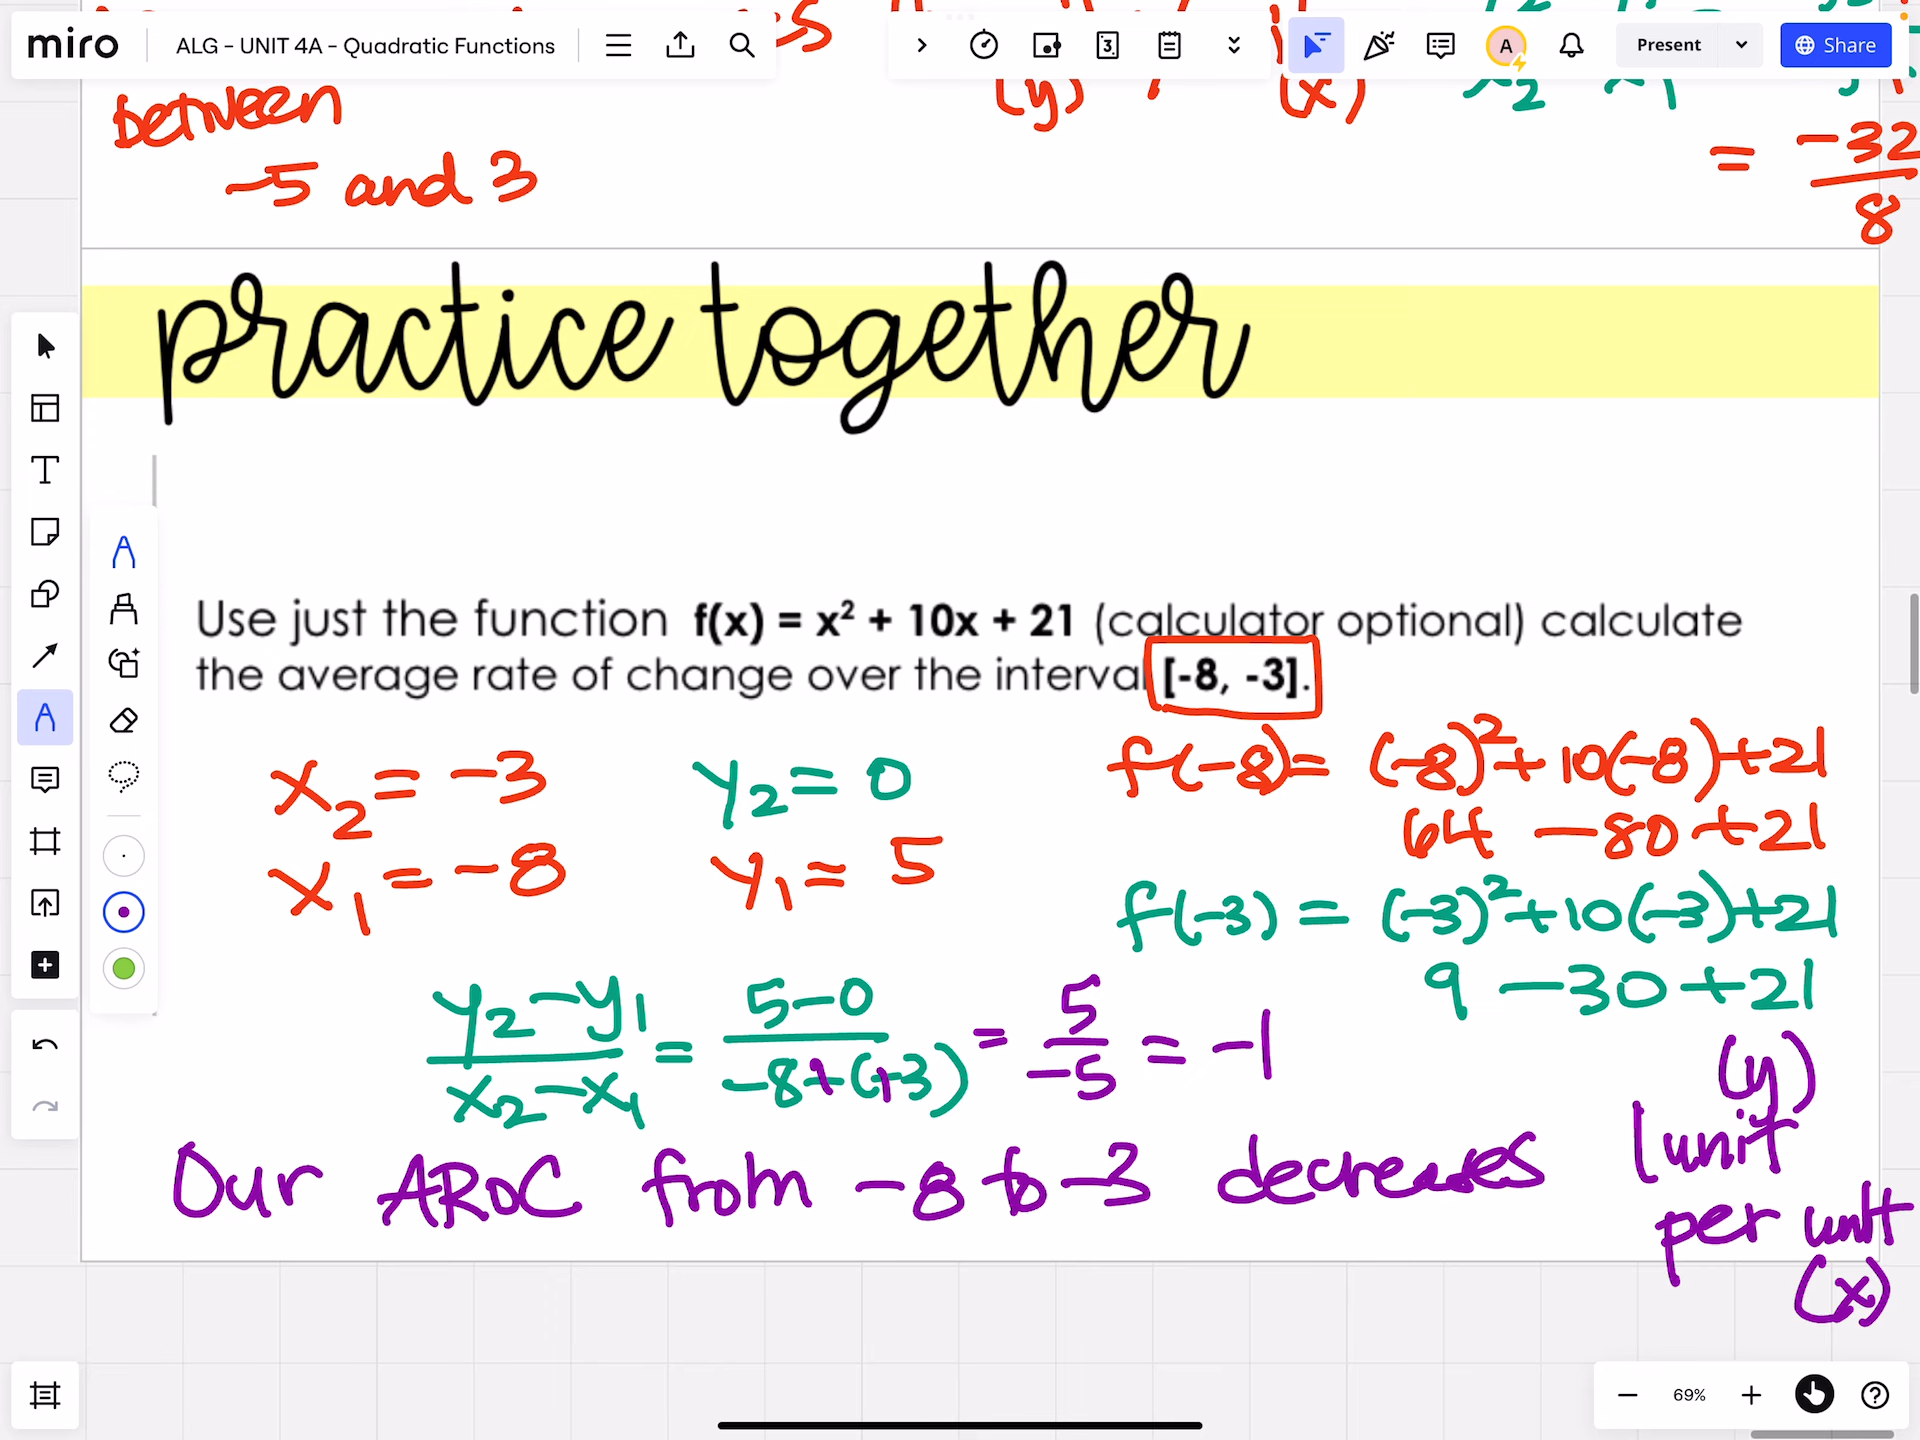 miro ALG - UNIT 4A - Quadratic Functions Present Share
between (y) / (x) x2 x1
-5 and 3 = -32/8
practice together
Use just the function f(x) = x² + 10x + 21 (calculator optional) calculate
the average rate of change over the interval [-8, -3].
x₂ = -3 y₂ = 0 f(-8) = (-8)² + 10(-8) + 21
64 - 80 + 21
x₁ = -8 y₁ = 5 f(-3) = (-3)² + 10(-3) + 21
9 - 30 + 21
y₂-y₁/x₂-x₁ = 5-0/-8+(+3) = 5/-5 = -1
(y)
Our AROC from -8 to -3 decreases 1 unit
per unit
(x)
69%